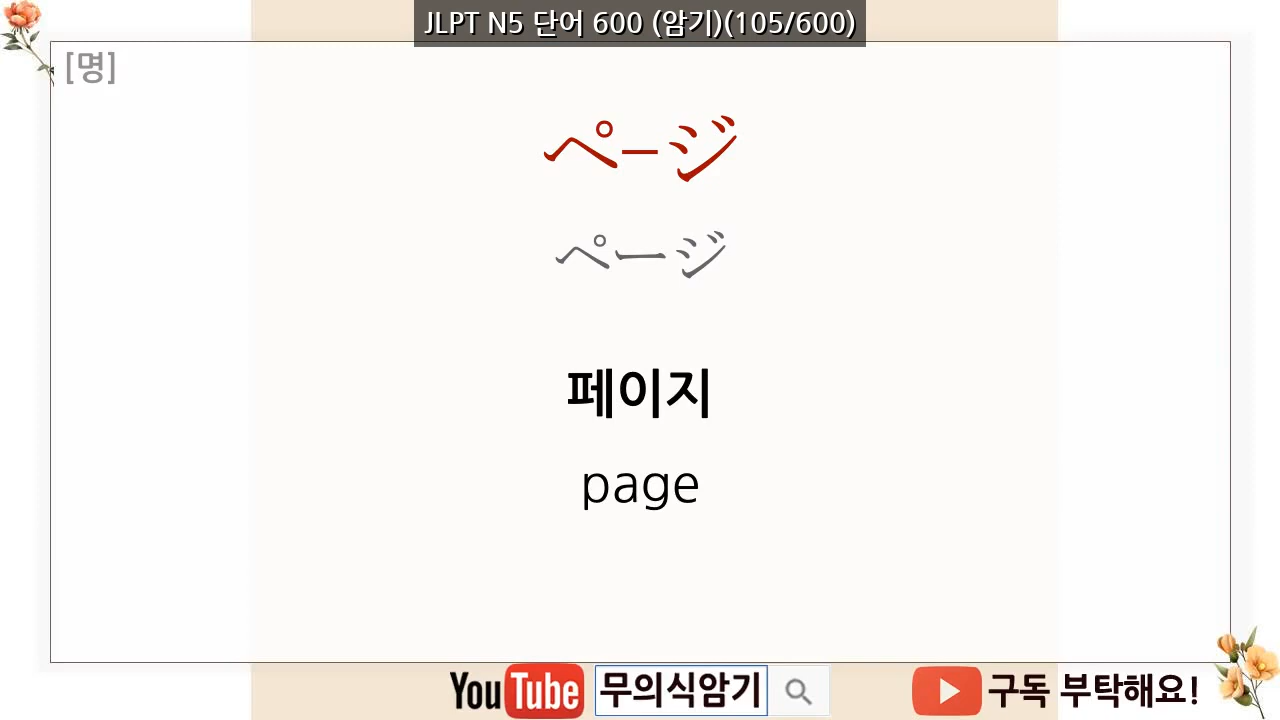 JLPT N5 단어 600 (암기)(105/600)
[명]
ページ
ページ
페이지
page
YouTube 무의식암기 구독 부탁해요!